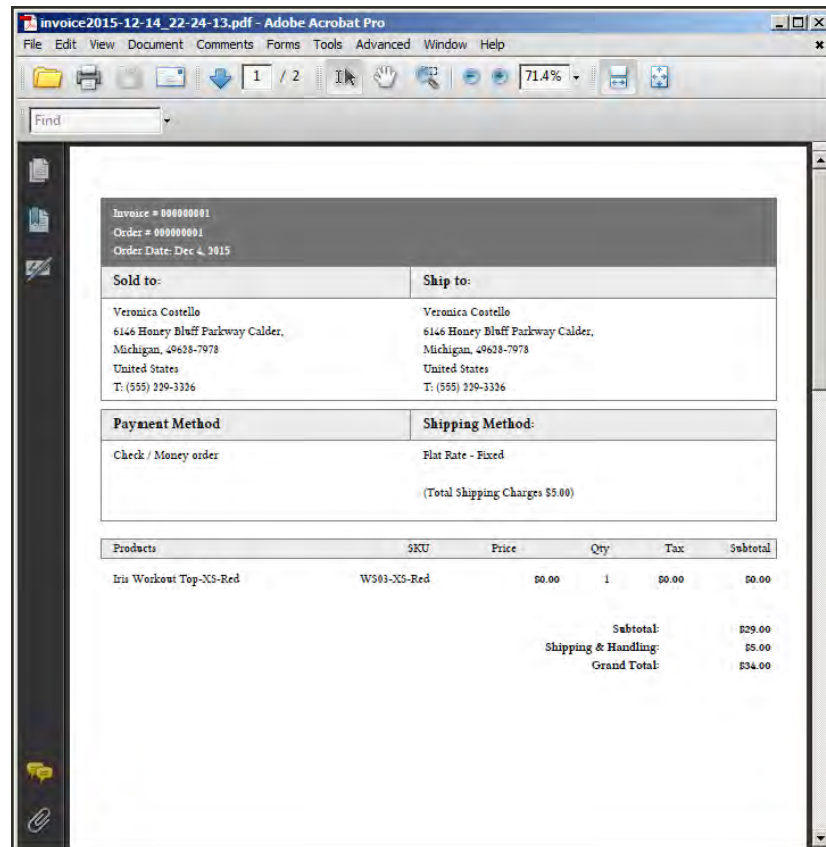 invoice2015-12-14_22-24-13.pdf - Adobe Acrobat Pro
File Edit View Document Comments Forms Tools Advanced Window Help
1 / 2 71.4%
Find
Invoice # 000000001
Order # 000000001
Order Date: Dec 4, 2015
Sold to: Ship to:
Veronica Costello Veronica Costello
6146 Honey Bluff Parkway Calder, 6146 Honey Bluff Parkway Calder,
Michigan, 49628-7978 Michigan, 49628-7978
United States United States
T: (555) 229-3326 T: (555) 229-3326
Payment Method Shipping Method:
Check / Money order Flat Rate - Fixed
(Total Shipping Charges $5.00)
Products SKU Price Qty Tax Subtotal
Iris Workout Top-XS-Red WS03-XS-Red $0.00 1 $0.00 $0.00
Subtotal: $29.00
Shipping & Handling: $5.00
Grand Total: $34.00